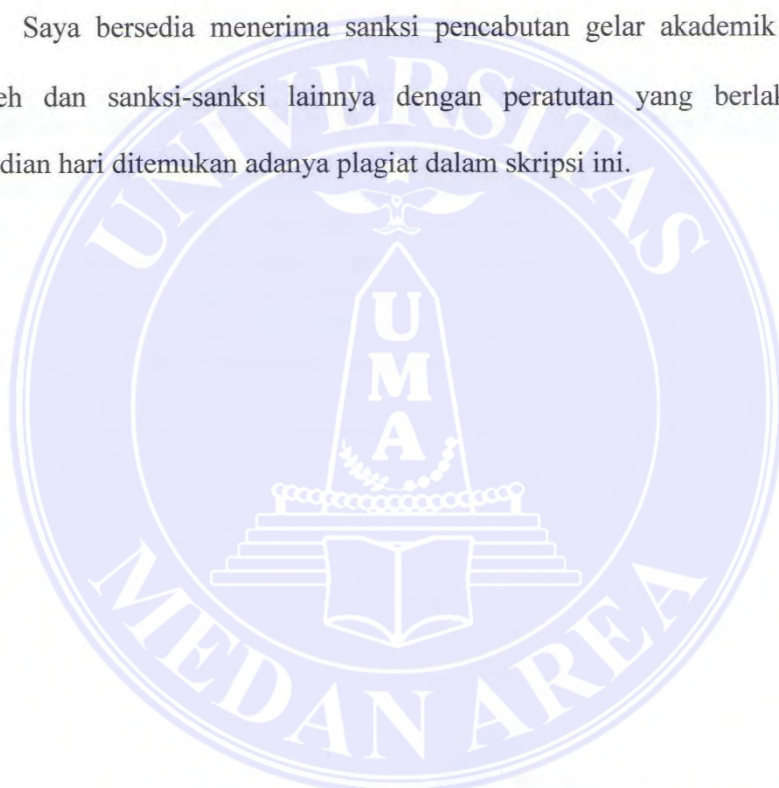 Saya bersedia menerima sanksi pencabutan gelar akademik
eh dan sanksi-sanksi lainnya dengan peratutan yang berlak
dian hari ditemukan adanya plagiat dalam skripsi ini.
UNIVERSITAS
UMA
MEDAN AREA